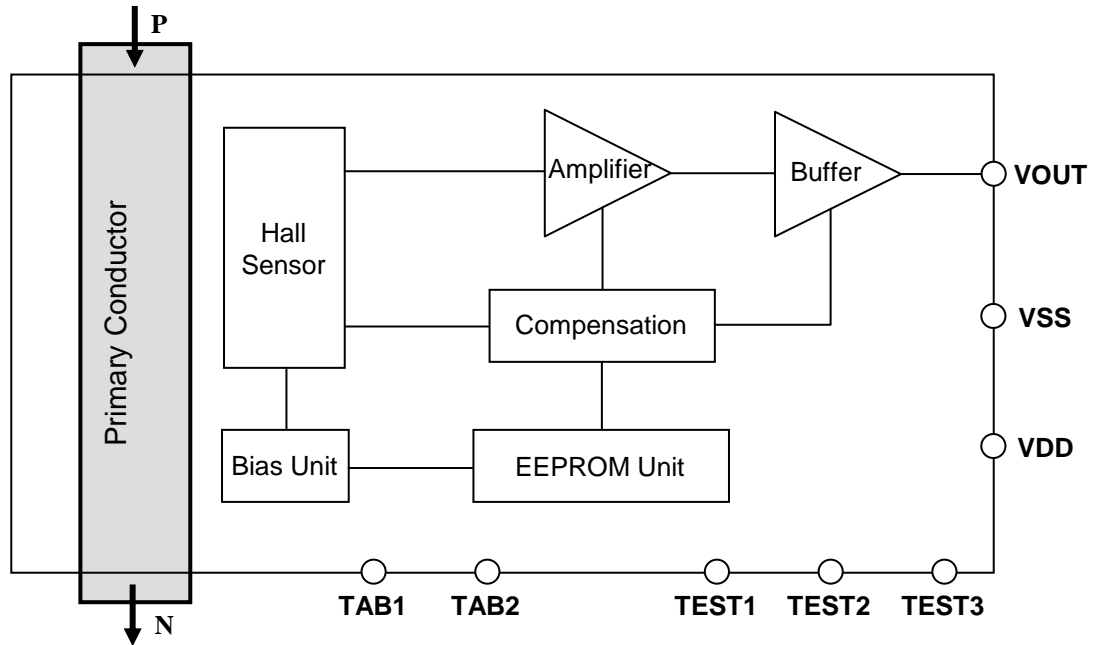 P
Primary Conductor
Hall
Sensor
Amplifier
Buffer
VOUT
Compensation
VSS
Bias Unit
EEPROM Unit
VDD
TAB1
TAB2
TEST1
TEST2
TEST3
N